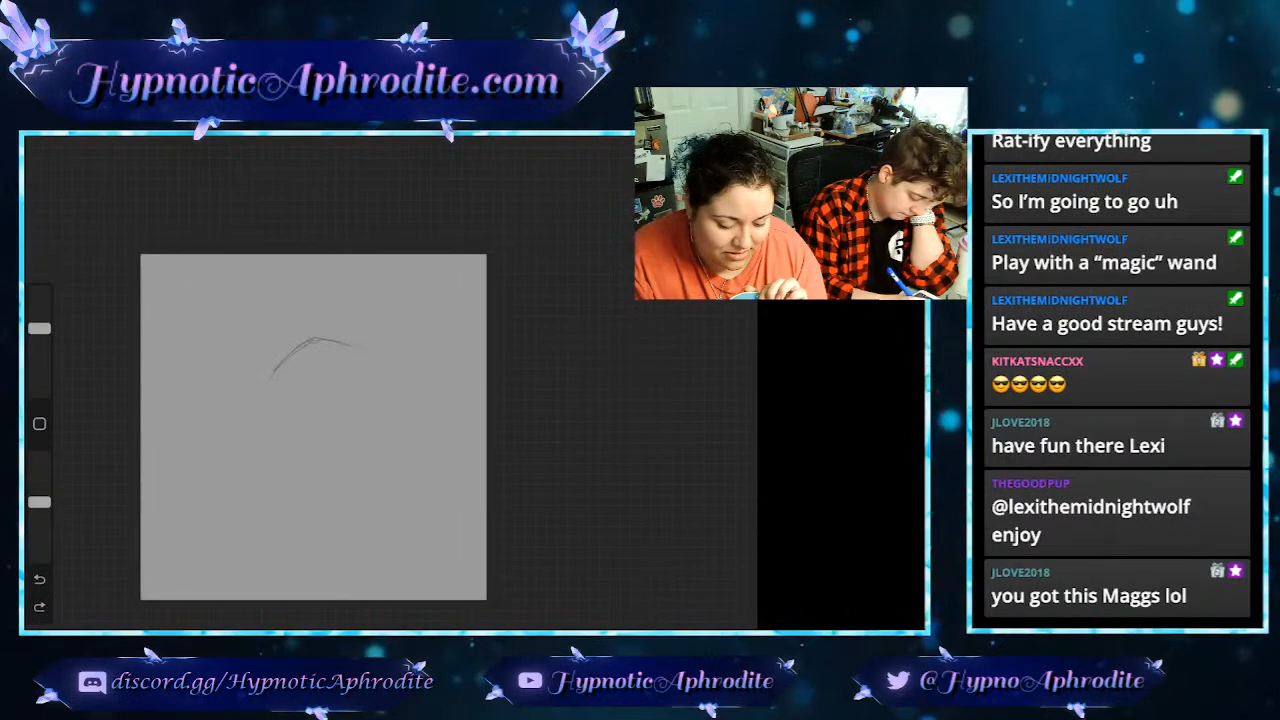 HypnoticAphrodite.com
Rat-ify everything
LEXITHEMIDNIGHTWOLF
So I’m going to go uh
LEXITHEMIDNIGHTWOLF
Play with a “magic” wand
LEXITHEMIDNIGHTWOLF
Have a good stream guys!
KITKATSNACCXX
😎😎😎😎
JLOVE2018
have fun there Lexi
THEGOODPUP
@lexithemidnightwolf
enjoy
JLOVE2018
you got this Maggs lol
discord.gg/HypnoticAphrodite
HypnoticAphrodite
@HypnoAphrodite